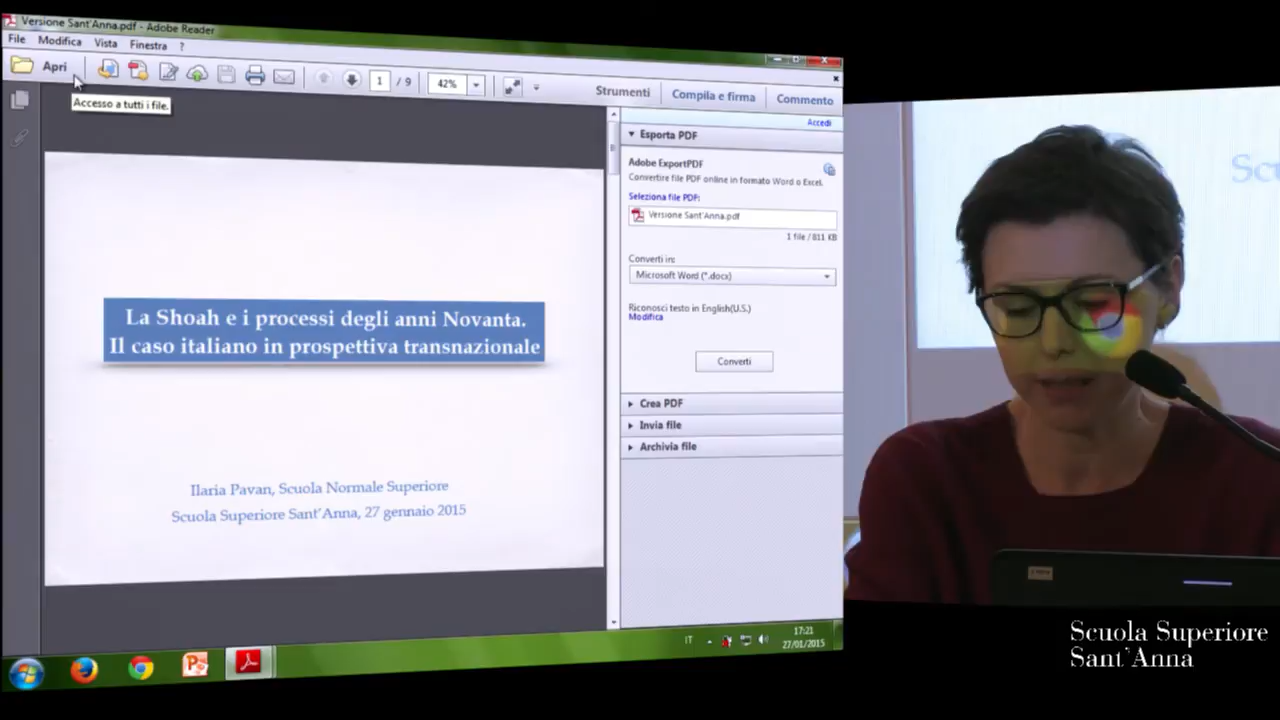 Versione Sant'Anna.pdf - Adobe Reader
File Modifica Vista Finestra ?
Apri
1 / 9
42%
Strumenti
Compila e firma
Commento
Accesso a tutti i file.
Accedi
Esporta PDF
Adobe ExportPDF
Convertire file PDF online in formato Word o Excel.
Seleziona file PDF:
Versione Sant'Anna.pdf
1 file / 811 KB
Converti in:
Microsoft Word (*.docx)
Riconosci testo in English(U.S.)
Modifica
Converti
Crea PDF
Invia file
Archivia file
La Shoah e i processi degli anni Novanta.
Il caso italiano in prospettiva transnazionale
Ilaria Pavan, Scuola Normale Superiore
Scuola Superiore Sant'Anna, 27 gennaio 2015
IT
17:21
27/01/2015
Scuola Superiore
Sant'Anna